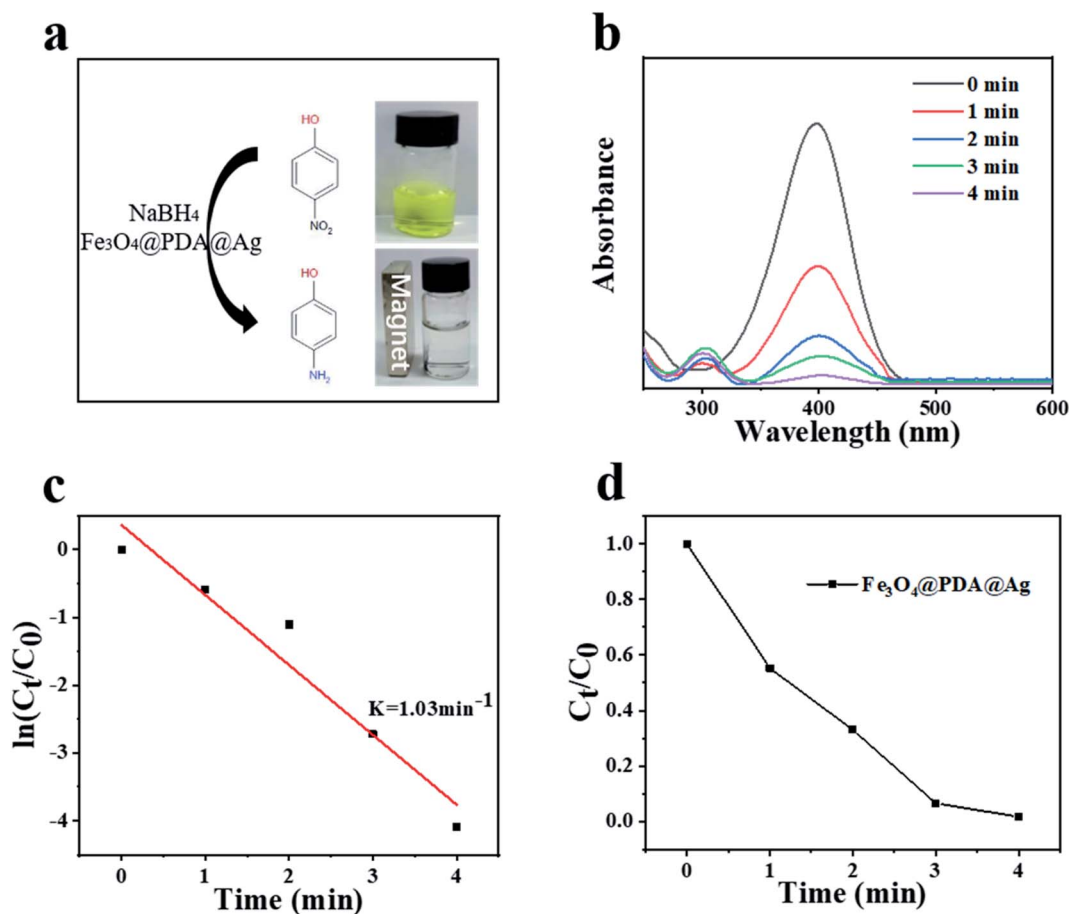 a
HO
NO₂
NaBH₄
Fe₃O₄@PDA@Ag
HO
NH₂
Magnet
b
0 min
1 min
2 min
3 min
4 min
Absorbance
300 400 500 600
Wavelength (nm)
c
0
-1
-2
-3
-4
ln(Ct/C0)
K=1.03min⁻¹
0 1 2 3 4
Time (min)
d
1.0
0.8
0.6
0.4
0.2
0.0
Ct/C0
Fe₃O₄@PDA@Ag
0 1 2 3 4
Time (min)